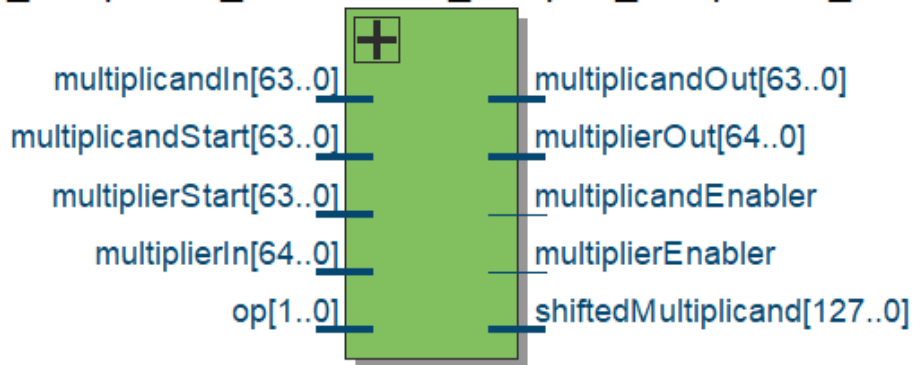 multiplicandIn[63..0]
multiplicandStart[63..0]
multiplierStart[63..0]
multiplierIn[64..0]
op[1..0]
multiplicandOut[63..0]
multiplierOut[64..0]
multiplicandEnabler
multiplierEnabler
shiftedMultiplicand[127..0]